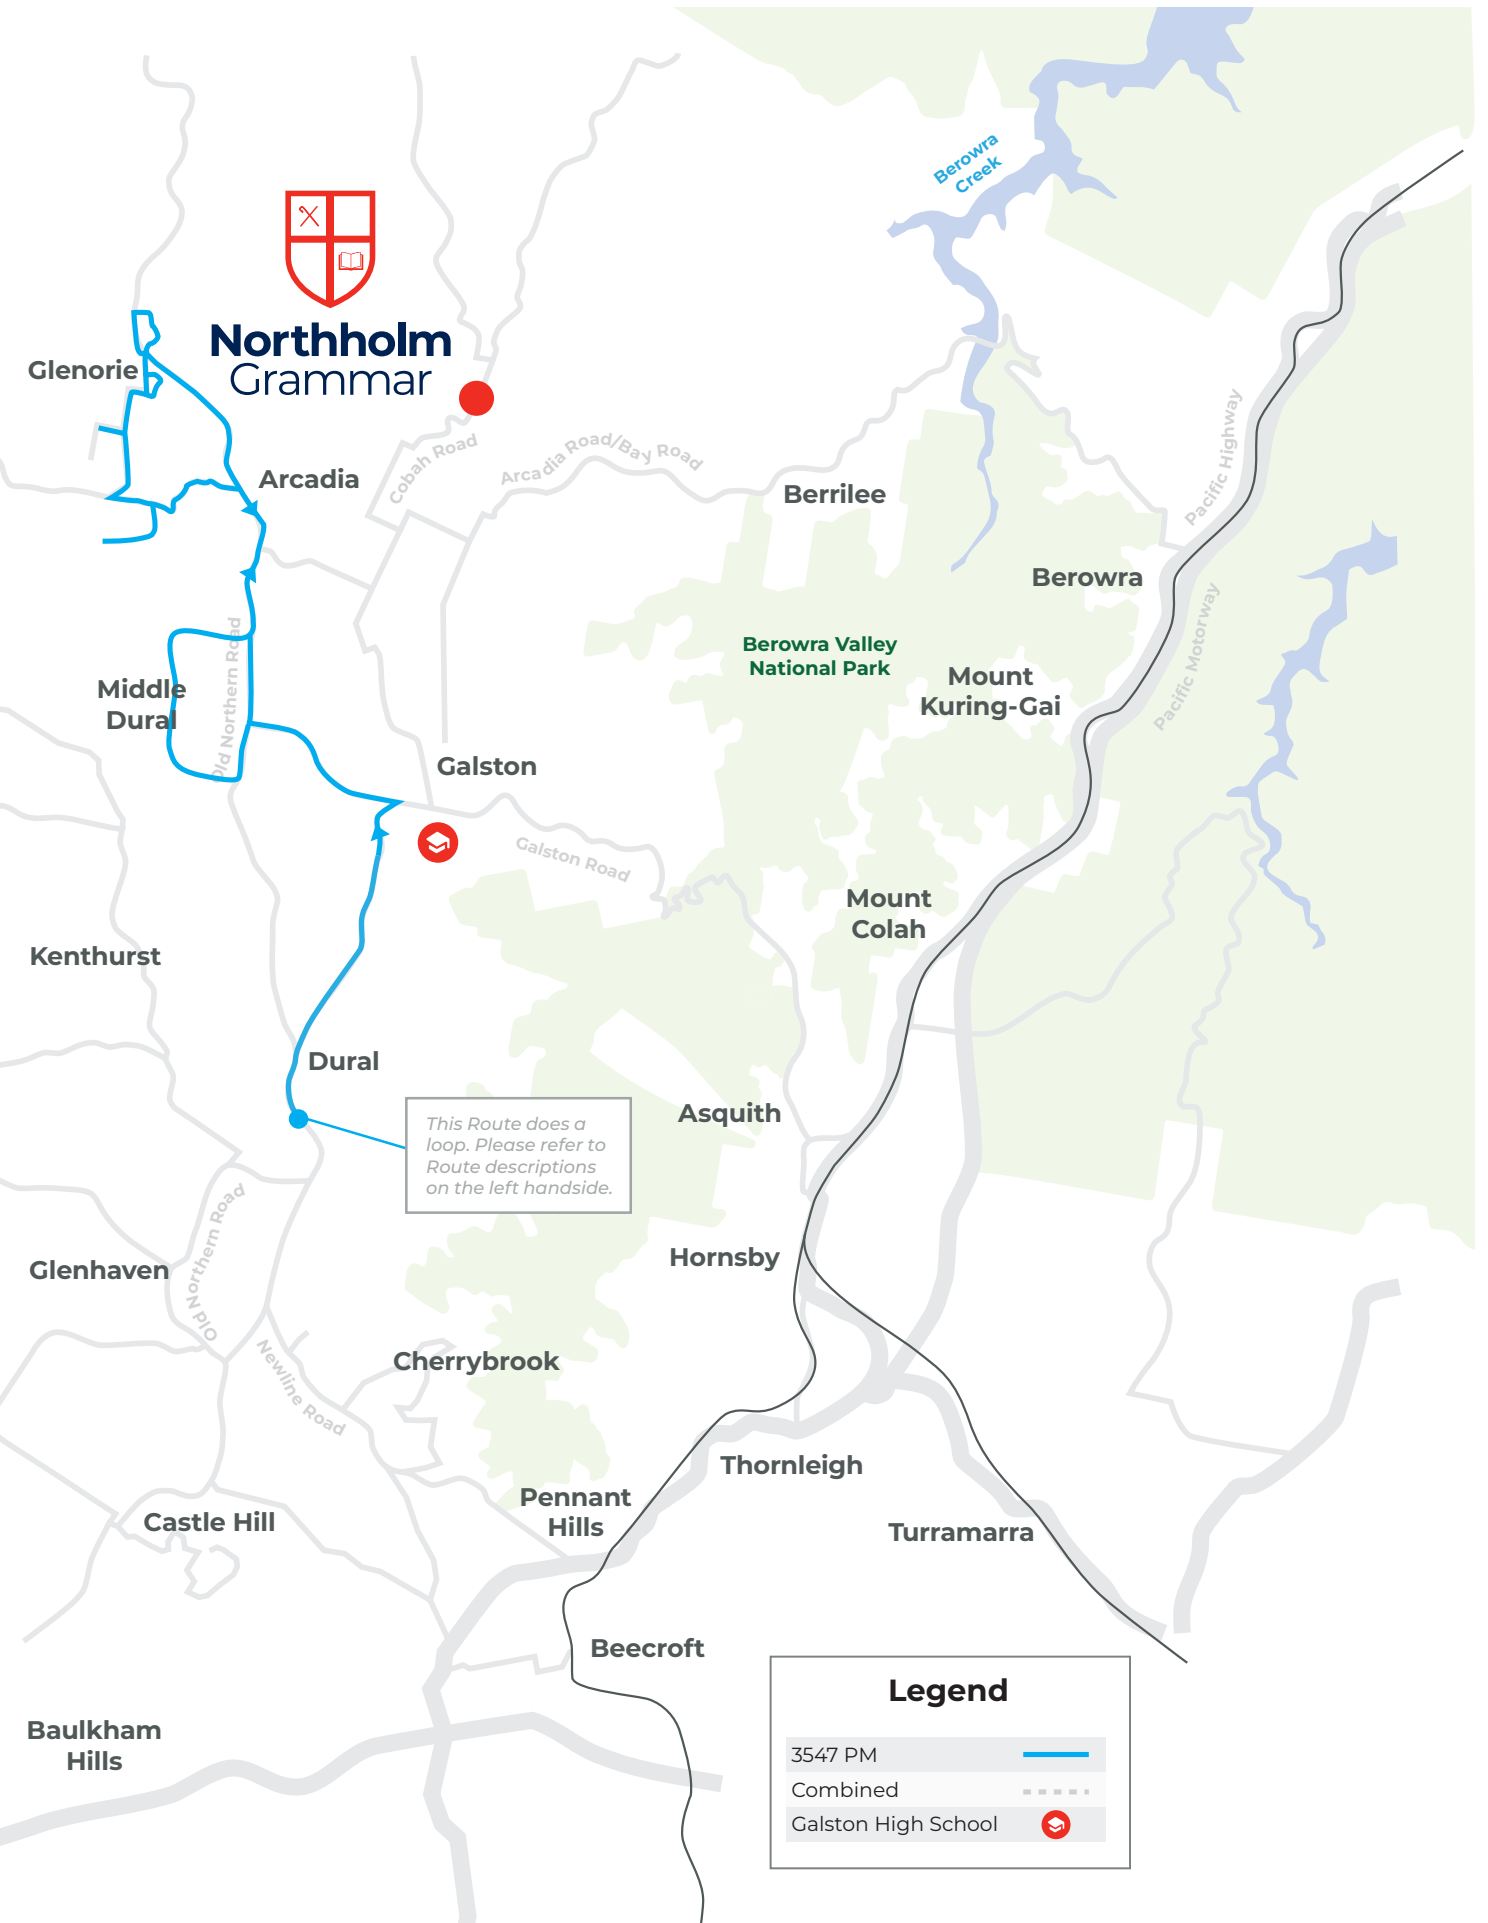 Berowra
Creek
Northholm
Grammar
Glenorie
Cobah Road
Arcadia Road/Bay Road
Pacific Highway
Arcadia
Berrilee
Berowra
Old Northern Road
Berowra Valley
National Park
Mount
Kuring-Gai
Pacific Motorway
Middle
Dural
Galston
Galston Road
Mount
Colah
Kenthurst
Dural
This Route does a
loop. Please refer to
Route descriptions
on the left handside.
Asquith
Old Northern Road
Hornsby
Glenhaven
Newline Road
Cherrybrook
Thornleigh
Pennant
Hills
Castle Hill
Turramarra
Beecroft
Baulkham
Hills
Legend
3547 PM
Combined
Galston High School